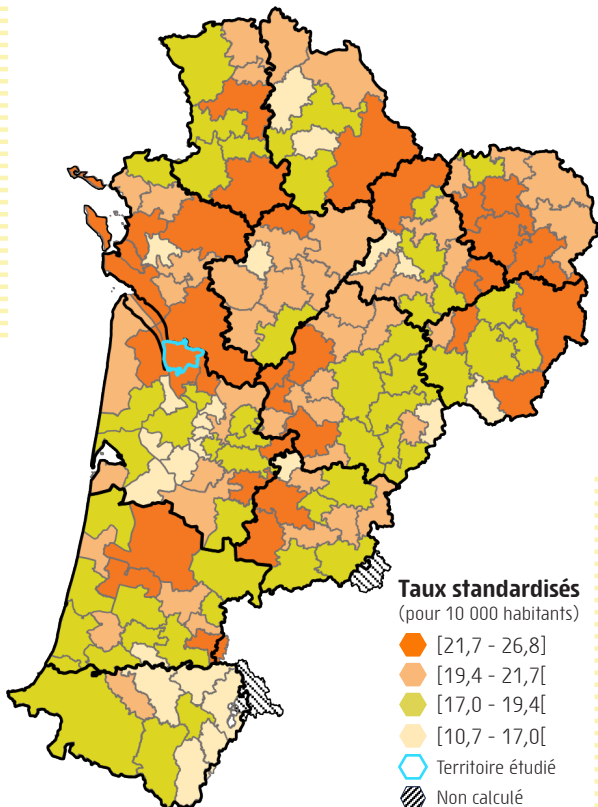 Taux standardisés
(pour 10 000 habitants)
[21,7 - 26,8]
[19,4 - 21,7[
[17,0 - 19,4[
[10,7 - 17,0[
Territoire étudié
Non calculé